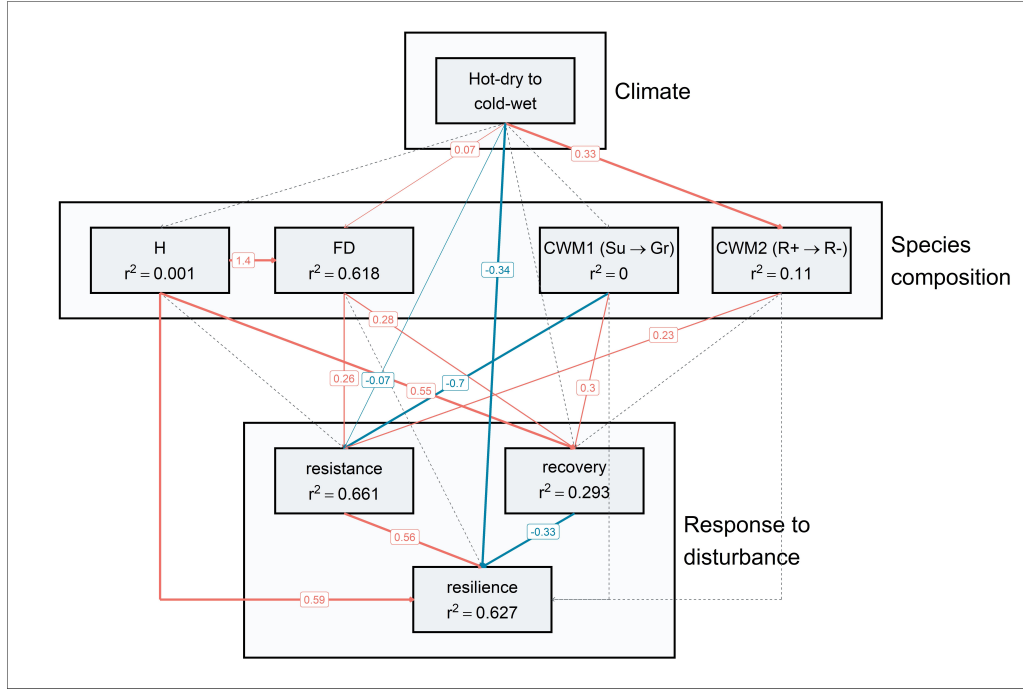 Hot-dry to
cold-wet
Climate
0.07
0.33
H
r² = 0.001
1.4
FD
r² = 0.618
CWM1 (Su → Gr)
r² = 0
CWM2 (R+ → R-)
r² = 0.11
Species
composition
-0.34
0.28
0.23
0.26
-0.07
-0.7
0.55
0.3
resistance
r² = 0.661
recovery
r² = 0.293
Response to
disturbance
0.56
-0.33
resilience
r² = 0.627
0.59